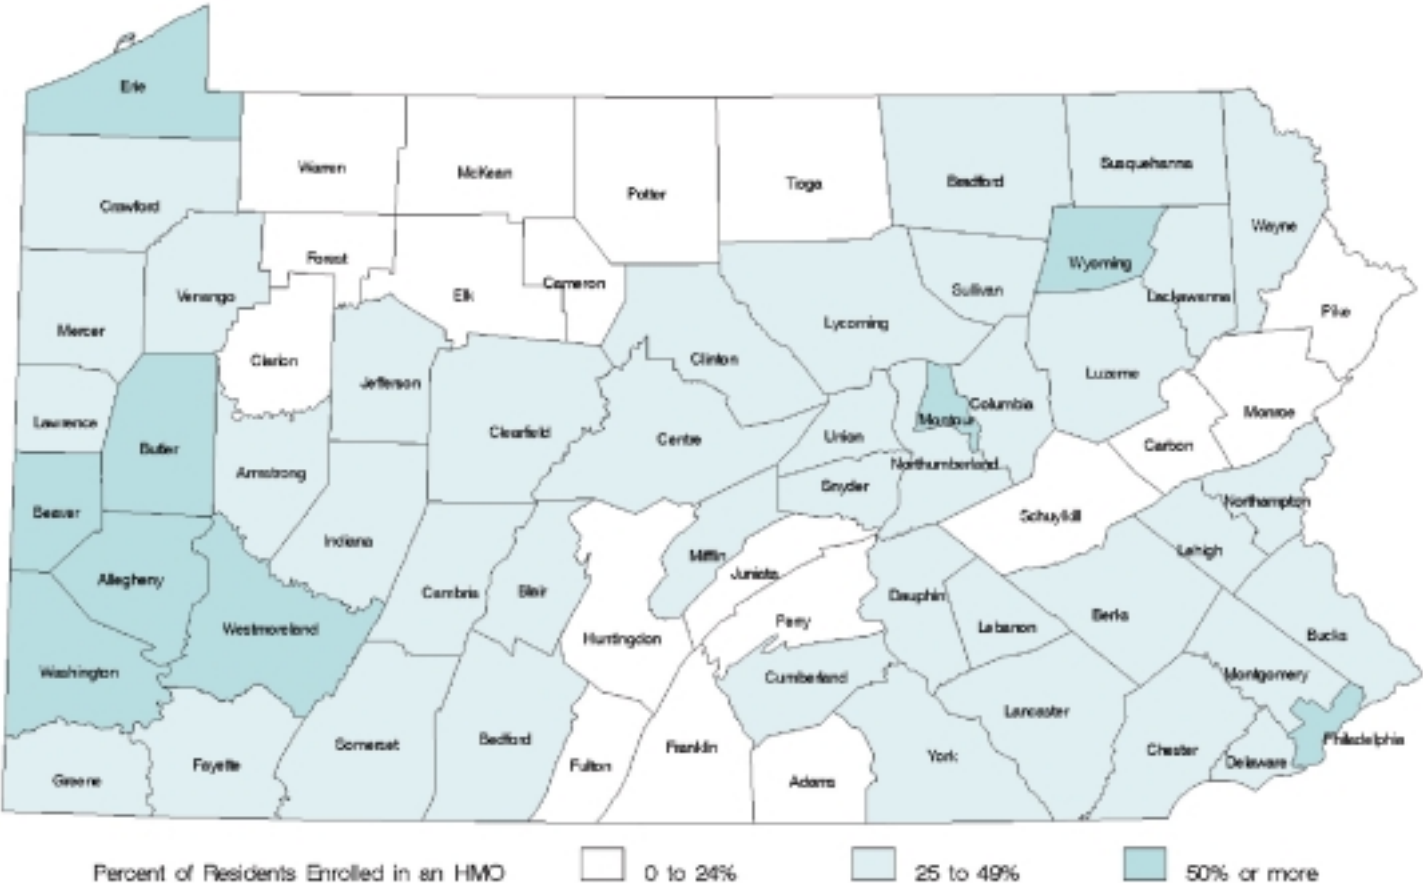 Erie
Warren
McKean
Potter
Tioga
Bradford
Susquehanna
Crawford
Wayne
Forest
Wyoming
Venango
Elk
Cameron
Sullivan
Lackawanna
Mercer
Lycoming
Pike
Clarion
Clinton
Jefferson
Luzerne
Lawrence
Columbia
Monroe
Montour
Butler
Clearfield
Centre
Union
Carbon
Armstrong
Northumberland
Snyder
Northampton
Beaver
Schuylkill
Indiana
Lehigh
Mifflin
Allegheny
Juniata
Cambria
Blair
Dauphin
Berks
Perry
Westmoreland
Lebanon
Huntingdon
Bucks
Washington
Cumberland
Montgomery
Lancaster
Somerset
Bedford
Franklin
Chester
Philadelphia
York
Fayette
Fulton
Delaware
Greene
Adams
Percent of Residents Enrolled in an HMO 0 to 24% 25 to 49% 50% or more